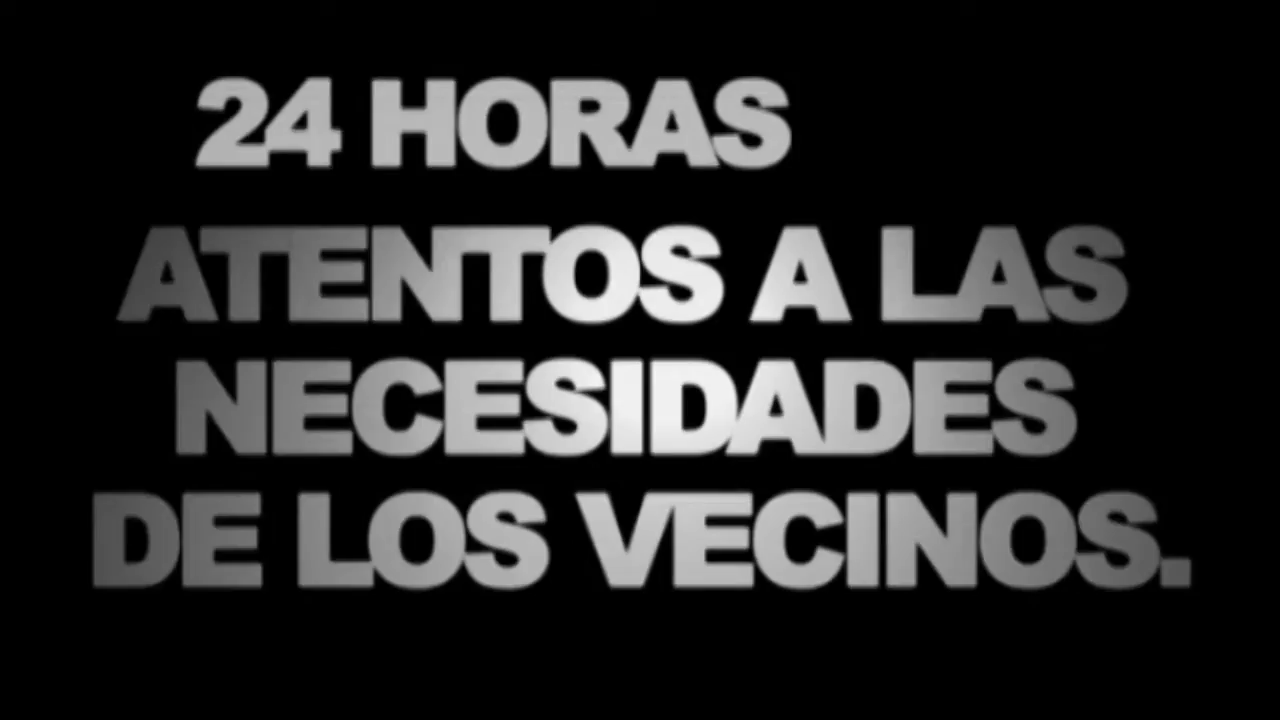 24 HORAS
ATENTOS A LAS
NECESIDADES
DE LOS VECINOS.